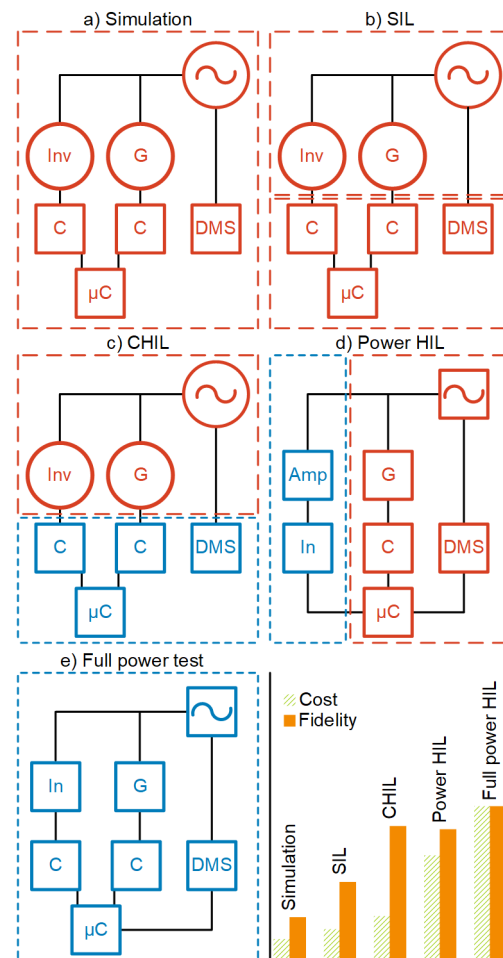 a) Simulation
Inv
G
C
C
DMS
µC
b) SIL
Inv
G
C
C
DMS
µC
c) CHIL
Inv
G
C
C
DMS
µC
d) Power HIL
Amp
G
In
C
DMS
µC
e) Full power test
In
G
C
C
DMS
µC
Cost
Fidelity
Simulation
SIL
CHIL
Power HIL
Full power HIL